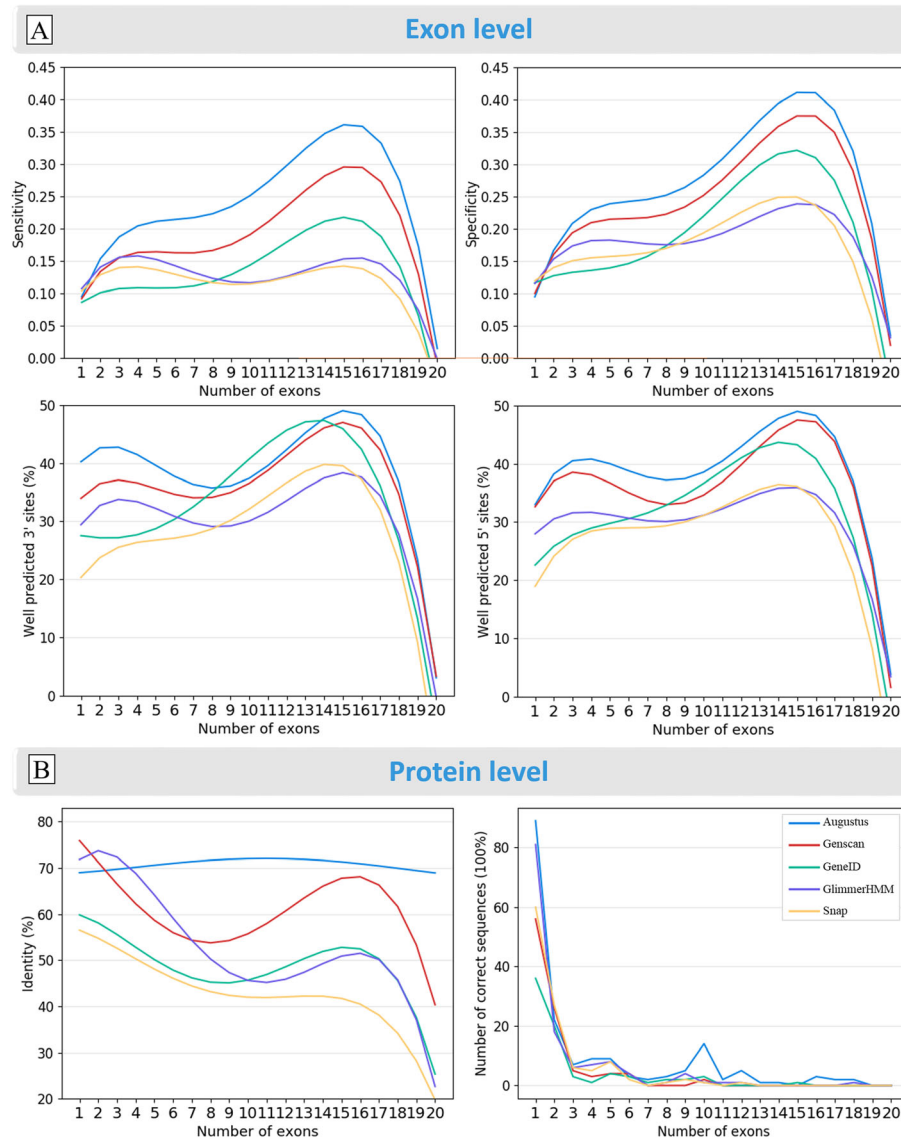 A
Exon level
0.45
0.40
0.35
0.30
0.25
0.20
0.15
0.10
0.05
0.00
Sensitivity
1 2 3 4 5 6 7 8 9 10 11 12 13 14 15 16 17 18 19 20
Number of exons
0.45
0.40
0.35
0.30
0.25
0.20
0.15
0.10
0.05
0.00
Specificity
1 2 3 4 5 6 7 8 9 10 11 12 13 14 15 16 17 18 19 20
Number of exons
50
40
30
20
10
0
Well predicted 3' sites (%)
1 2 3 4 5 6 7 8 9 10 11 12 13 14 15 16 17 18 19 20
Number of exons
50
40
30
20
10
0
Well predicted 5' sites (%)
1 2 3 4 5 6 7 8 9 10 11 12 13 14 15 16 17 18 19 20
Number of exons
B
Protein level
80
70
60
50
40
30
20
Identity (%)
1 2 3 4 5 6 7 8 9 10 11 12 13 14 15 16 17 18 19 20
Number of exons
80
60
40
20
0
Number of correct sequences (100%)
Augustus
Genscan
GeneID
GlimmerHMM
Snap
1 2 3 4 5 6 7 8 9 10 11 12 13 14 15 16 17 18 19 20
Number of exons